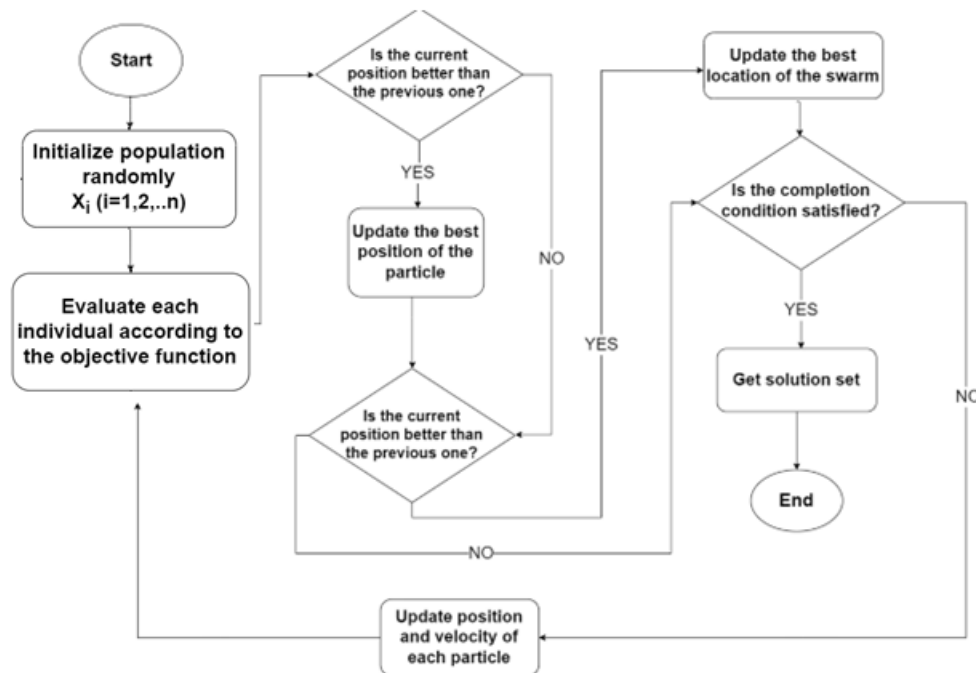 Start
Initialize population
randomly
Xi (i=1,2,..n)
Evaluate each
individual according to
the objective function
Is the current
position better than
the previous one?
YES
NO
Update the best
position of the
particle
Is the current
position better than
the previous one?
YES
NO
Update the best
location of the swarm
Is the completion
condition satisfied?
YES
NO
Get solution set
End
Update position
and velocity of
each particle